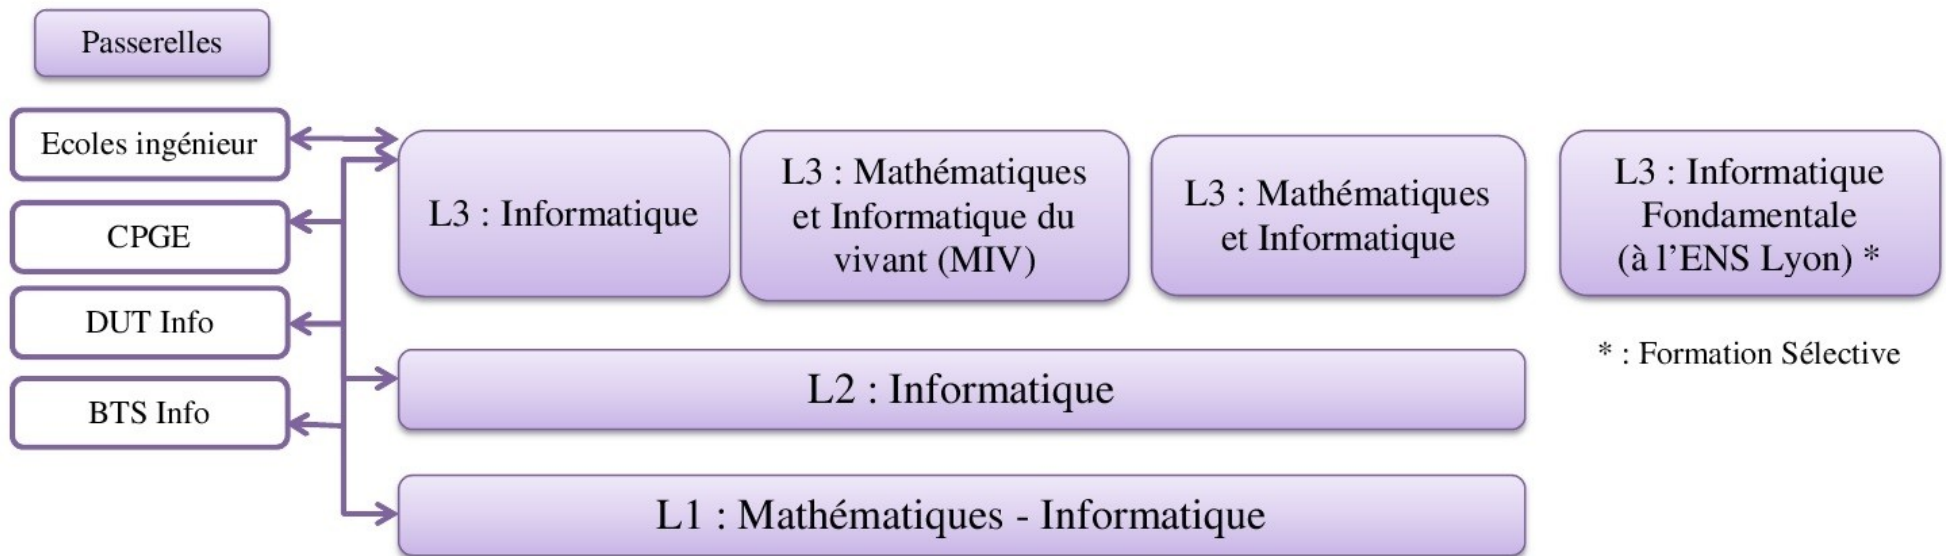 Passerelles
Ecoles ingénieur
CPGE
DUT Info
BTS Info
L3 : Informatique
L3 : Mathématiques
et Informatique du
vivant (MIV)
L3 : Mathématiques
et Informatique
L3 : Informatique
Fondamentale
(à l’ENS Lyon) *
* : Formation Sélective
L2 : Informatique
L1 : Mathématiques - Informatique